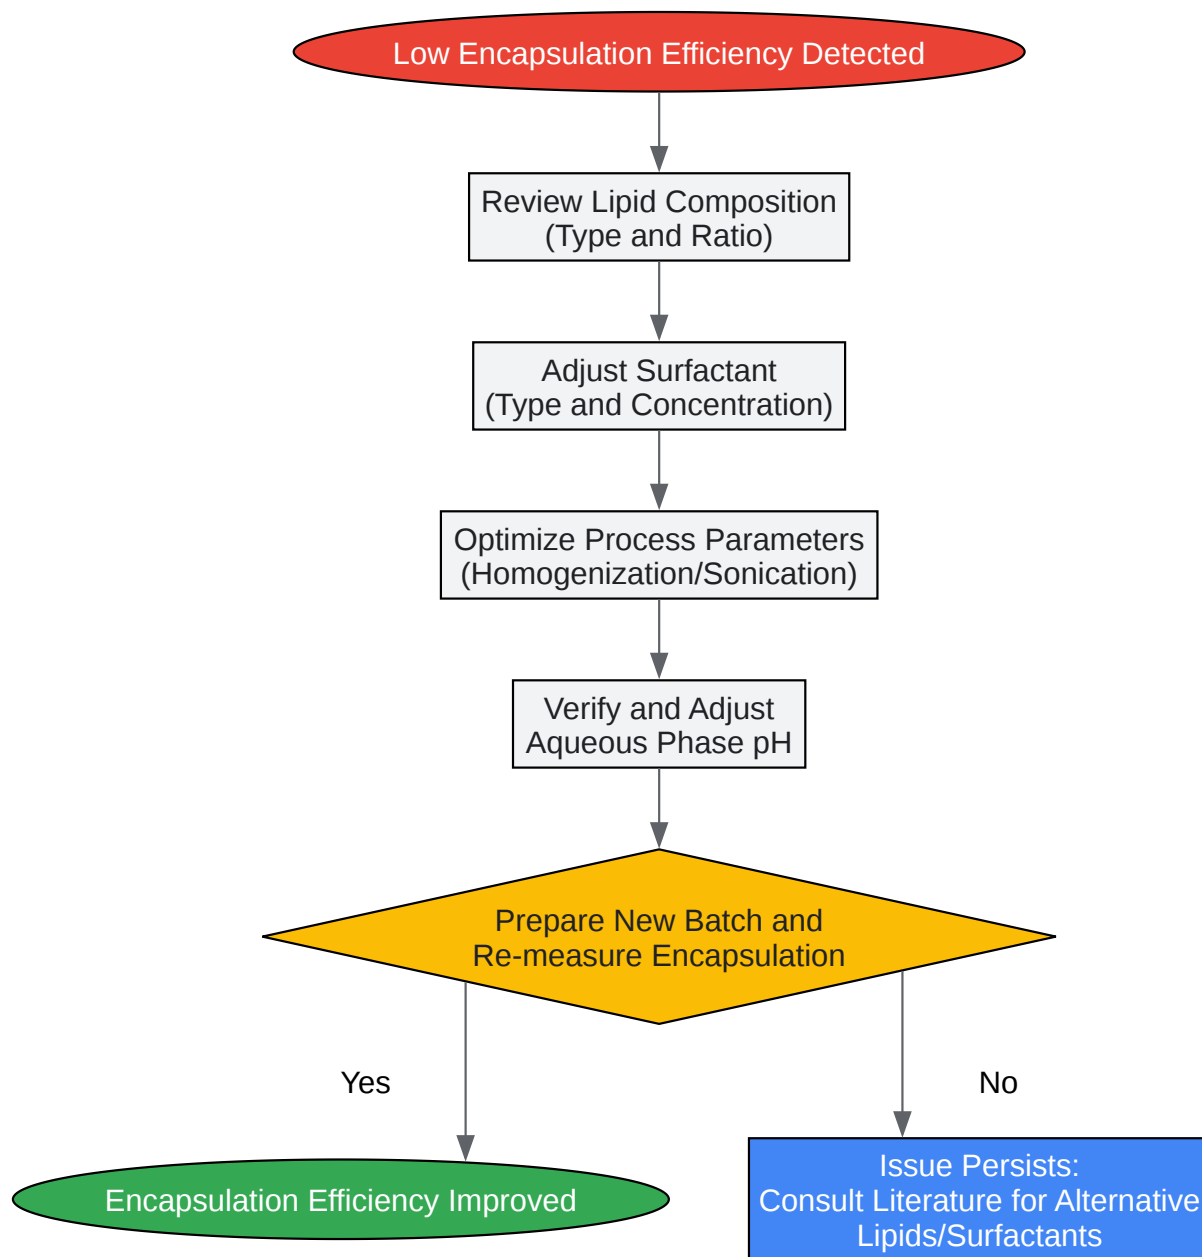 Low Encapsulation Efficiency Detected
Review Lipid Composition
(Type and Ratio)
Adjust Surfactant
(Type and Concentration)
Optimize Process Parameters
(Homogenization/Sonication)
Verify and Adjust
Aqueous Phase pH
Prepare New Batch and
Re-measure Encapsulation
Yes
No
Encapsulation Efficiency Improved
Issue Persists:
Consult Literature for Alternative
Lipids/Surfactants